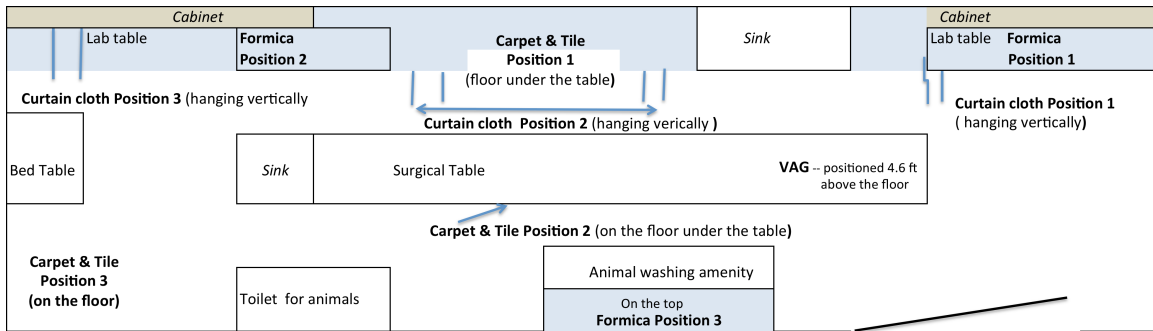 Cabinet
Cabinet
Lab table
Formica
Position 2
Carpet & Tile
Position 1
(floor under the table)
Sink
Lab table Formica
Position 1
Curtain cloth Position 3 (hanging vertically
Curtain cloth Position 2 (hanging verically )
Curtain cloth Position 1
( hanging vertically)
Bed Table
Sink
Surgical Table
VAG -- positioned 4.6 ft
above the floor
Carpet & Tile Position 2 (on the floor under the table)
Carpet & Tile
Position 3
(on the floor)
Toilet for animals
Animal washing amenity
On the top
Formica Position 3